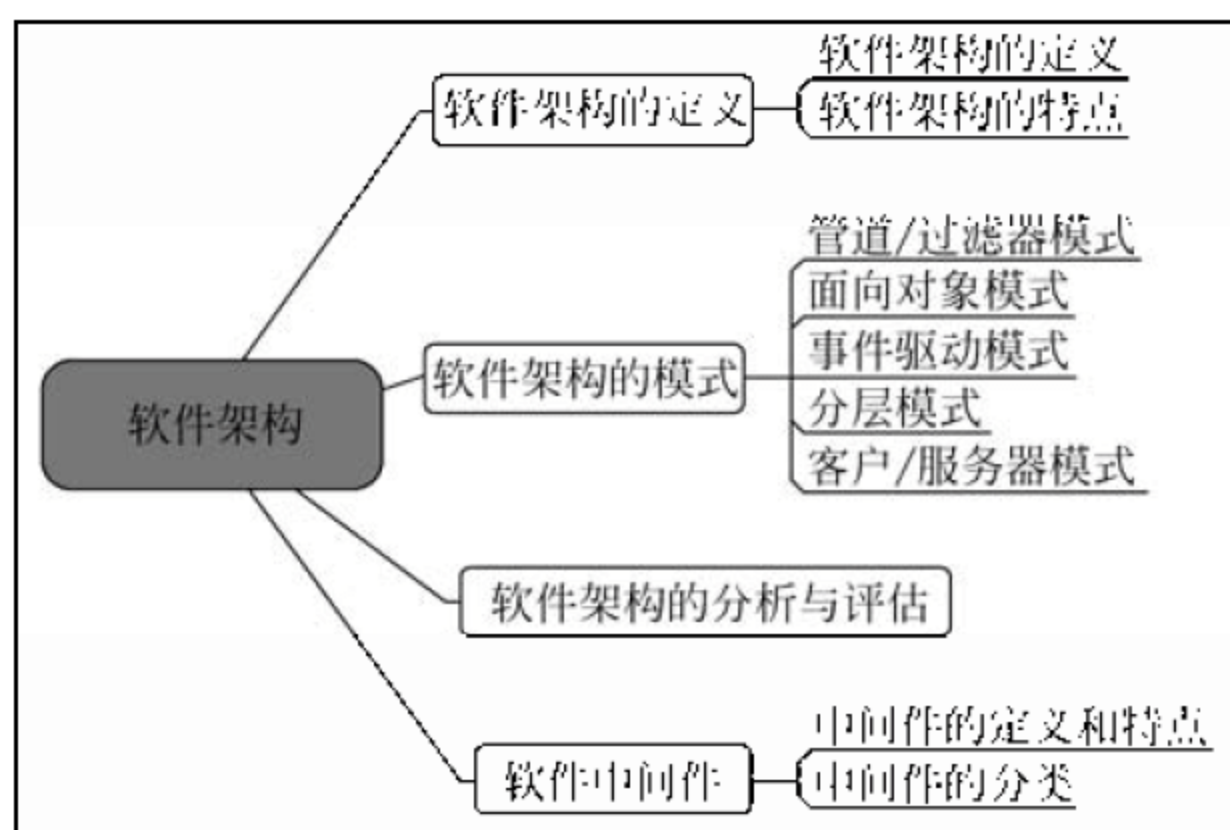 软件架构
软件架构的定义
软件架构的定义
软件架构的特点
软件架构的模式
管道/过滤器模式
面向对象模式
事件驱动模式
分层模式
客户/服务器模式
软件架构的分析与评估
软件中间件
中间件的定义和特点
中间件的分类